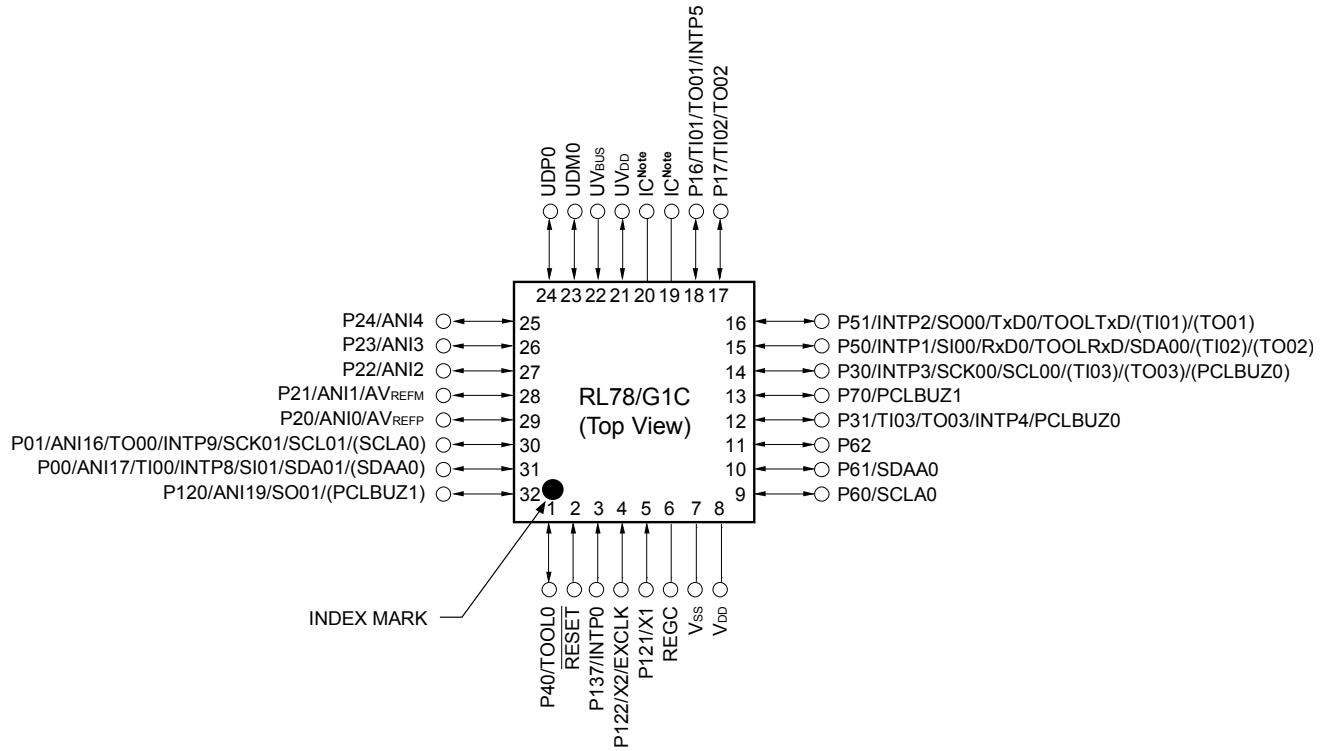 UDP0
UDM0
UVBUS
UVDD
ICNote
ICNote
P16/TI01/TO01/INTP5
P17/TI02/TO02
24 23 22 21 20 19 18 17
P24/ANI4
25
P23/ANI3
26
P22/ANI2
27
P21/ANI1/AVREFM
28
P20/ANI0/AVREFP
29
P01/ANI16/TO00/INTP9/SCK01/SCL01/(SCLA0)
30
P00/ANI17/TI00/INTP8/SI01/SDA01/(SDAA0)
31
P120/ANI19/SO01/(PCLBUZ1)
32
RL78/G1C
(Top View)
16
P51/INTP2/SO00/TxD0/TOOLTxD/(TI01)/(TO01)
15
P50/INTP1/SI00/RxD0/TOOLRxD/SDA00/(TI02)/(TO02)
14
P30/INTP3/SCK00/SCL00/(TI03)/(TO03)/(PCLBUZ0)
13
P70/PCLBUZ1
12
P31/TI03/TO03/INTP4/PCLBUZ0
11
P62
10
P61/SDAA0
9
P60/SCLA0
1 2 3 4 5 6 7 8
INDEX MARK
P40/TOOL0
RESET
P137/INTP0
P122/X2/EXCLK
P121/X1
REGC
VSS
VDD